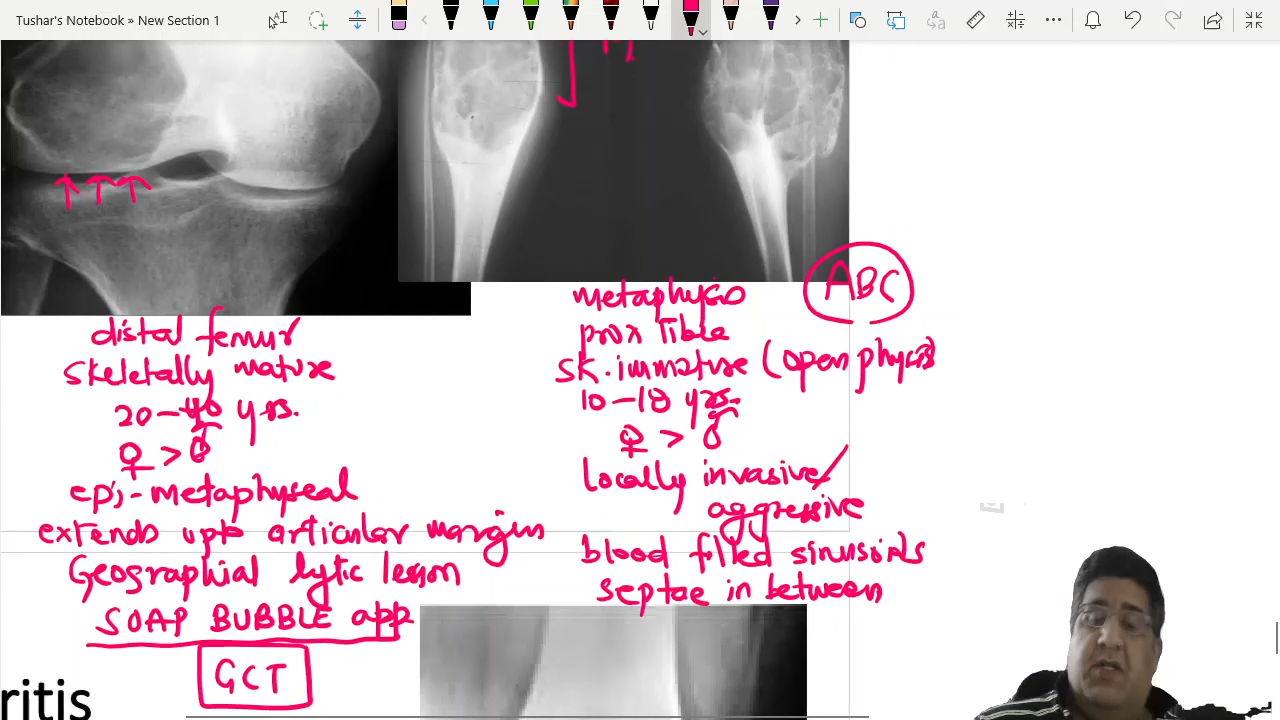 Tushar's Notebook » New Section 1
distal femur
skeletally mature
20-40 yrs.
♀ > ♂
epi-metaphyseal
extends upto articular margins
Geographial lytic lesion
SOAP BUBBLE app
GCT
ritis
metaphysis
ABC
prox Tibia
sk. immature (open physis)
10-18 yrs.
♀ > ♂
locally invasive/
aggressive
blood filled sinusoids
septae in between